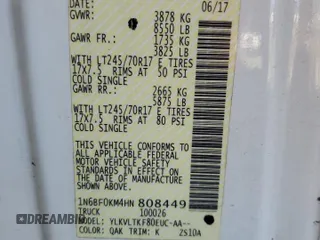 DATE: 06/17
GVWR: 3878 KG
8550 LB
GAWR FR.: 1735 KG
3825 LB
WITH LT245/70R17 E TIRES
17X7.5 RIMS AT 50 PSI
COLD SINGLE
GAWR RR.: 2665 KG
5875 LB
WITH LT245/70R17 E TIRES
17X7.5 RIMS AT 80 PSI
COLD SINGLE
THIS VEHICLE CONFORMS TO
ALL APPLICABLE FEDERAL
MOTOR VEHICLE SAFETY
STANDARDS IN EFFECT ON
THE DATE OF MANUFACTURE
SHOWN ABOVE.
1N6BF0KM4HN808449
TRUCK 100026
MODEL: YLKVLTKF80EUC-AA--
COLOR: QAK TRIM: K 2S10A
© AUTOBIDMASTER